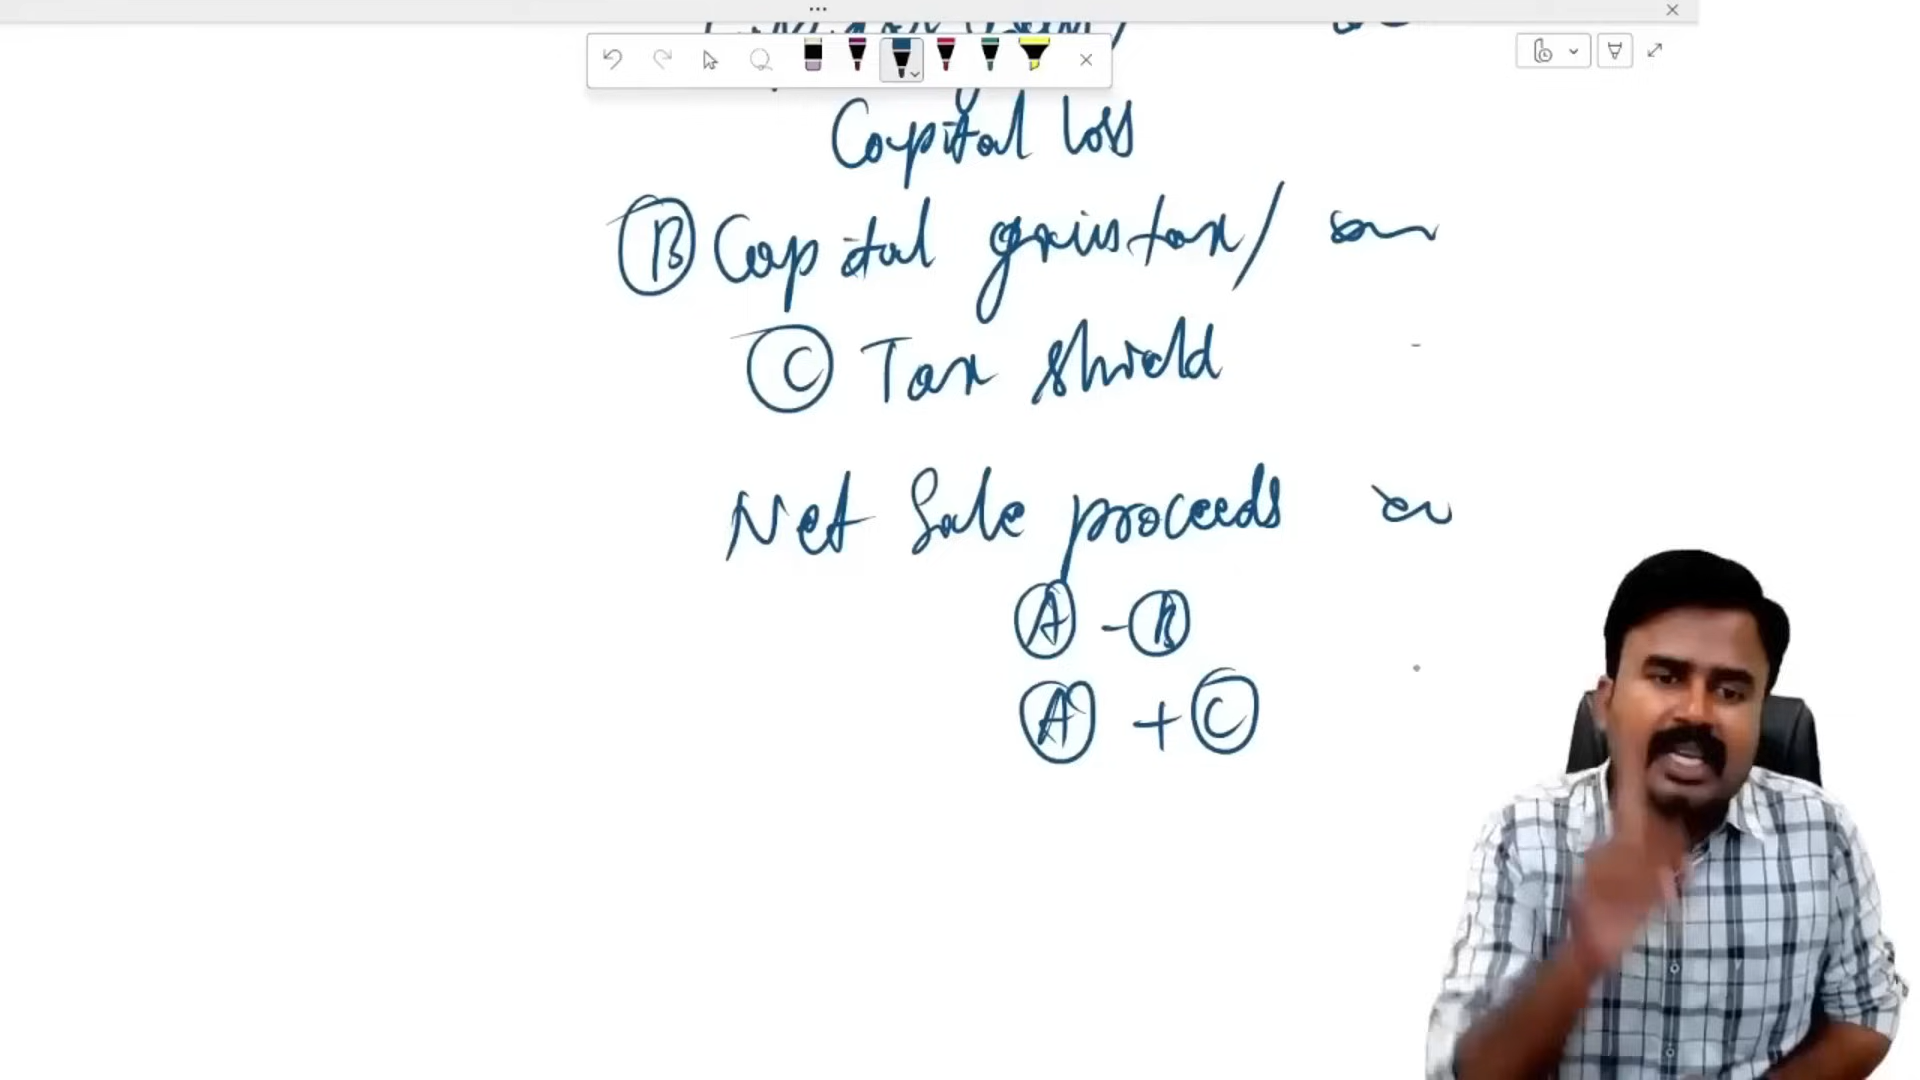 Capital loss
B Capital gains tax/
C Tax shield
Net Sale proceeds
A - B
A + C